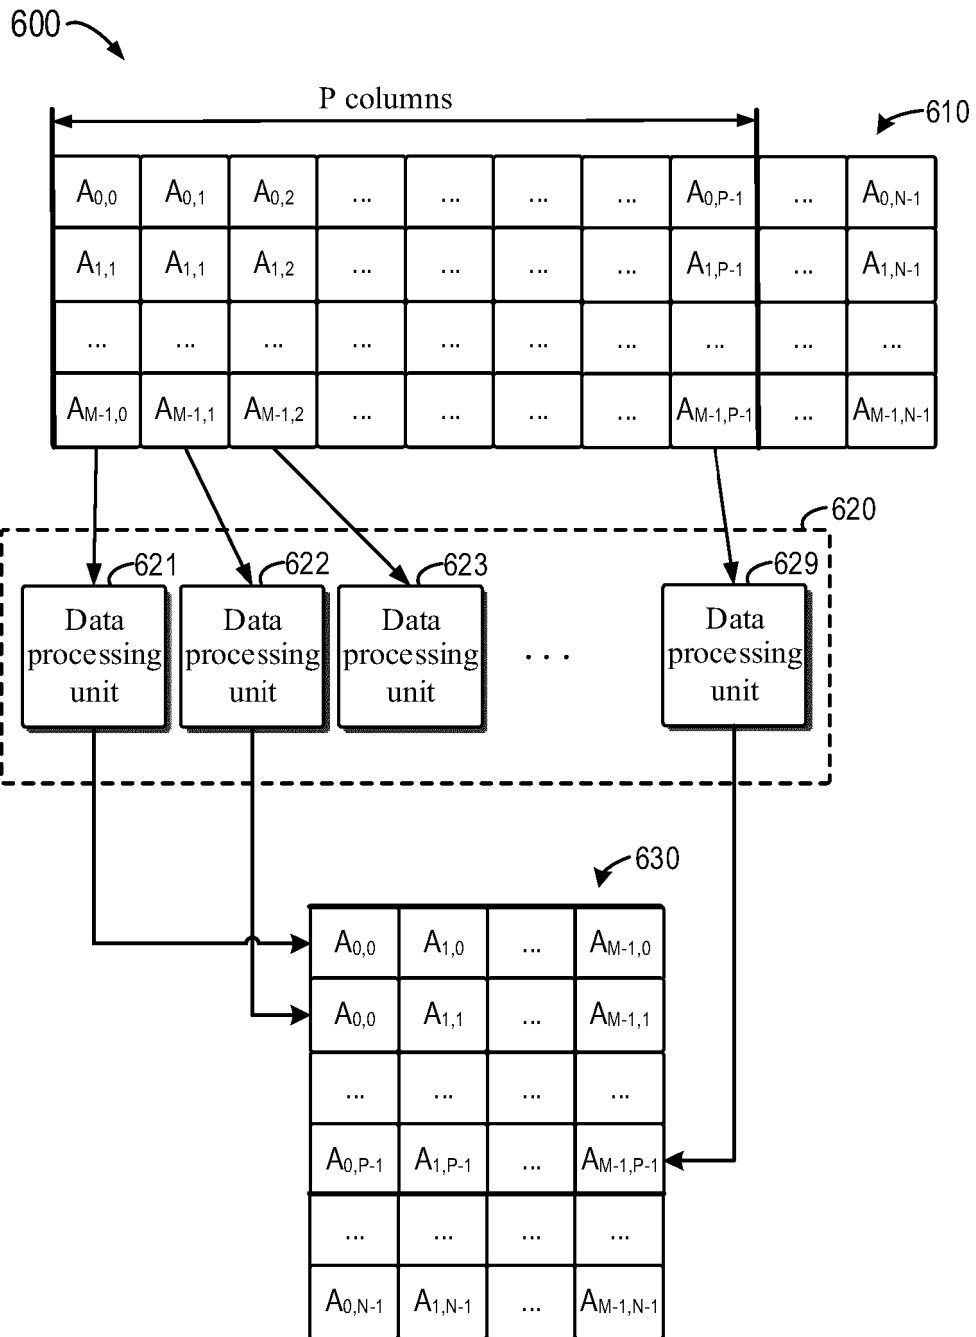 600
P columns
610
A0,0 A0,1 A0,2 ... ... ... ... A0,P-1 ... A0,N-1
A1,1 A1,1 A1,2 ... ... ... ... A1,P-1 ... A1,N-1
... ... ... ... ... ... ... ... ... ...
AM-1,0 AM-1,1 AM-1,2 ... ... ... ... AM-1,P-1 ... AM-1,N-1
620
621 622 623 629
Data Data Data Data
processing processing processing ... processing
unit unit unit unit
630
A0,0 A1,0 ... AM-1,0
A0,0 A1,1 ... AM-1,1
... ... ... ...
A0,P-1 A1,P-1 ... AM-1,P-1
... ... ... ...
A0,N-1 A1,N-1 ... AM-1,N-1